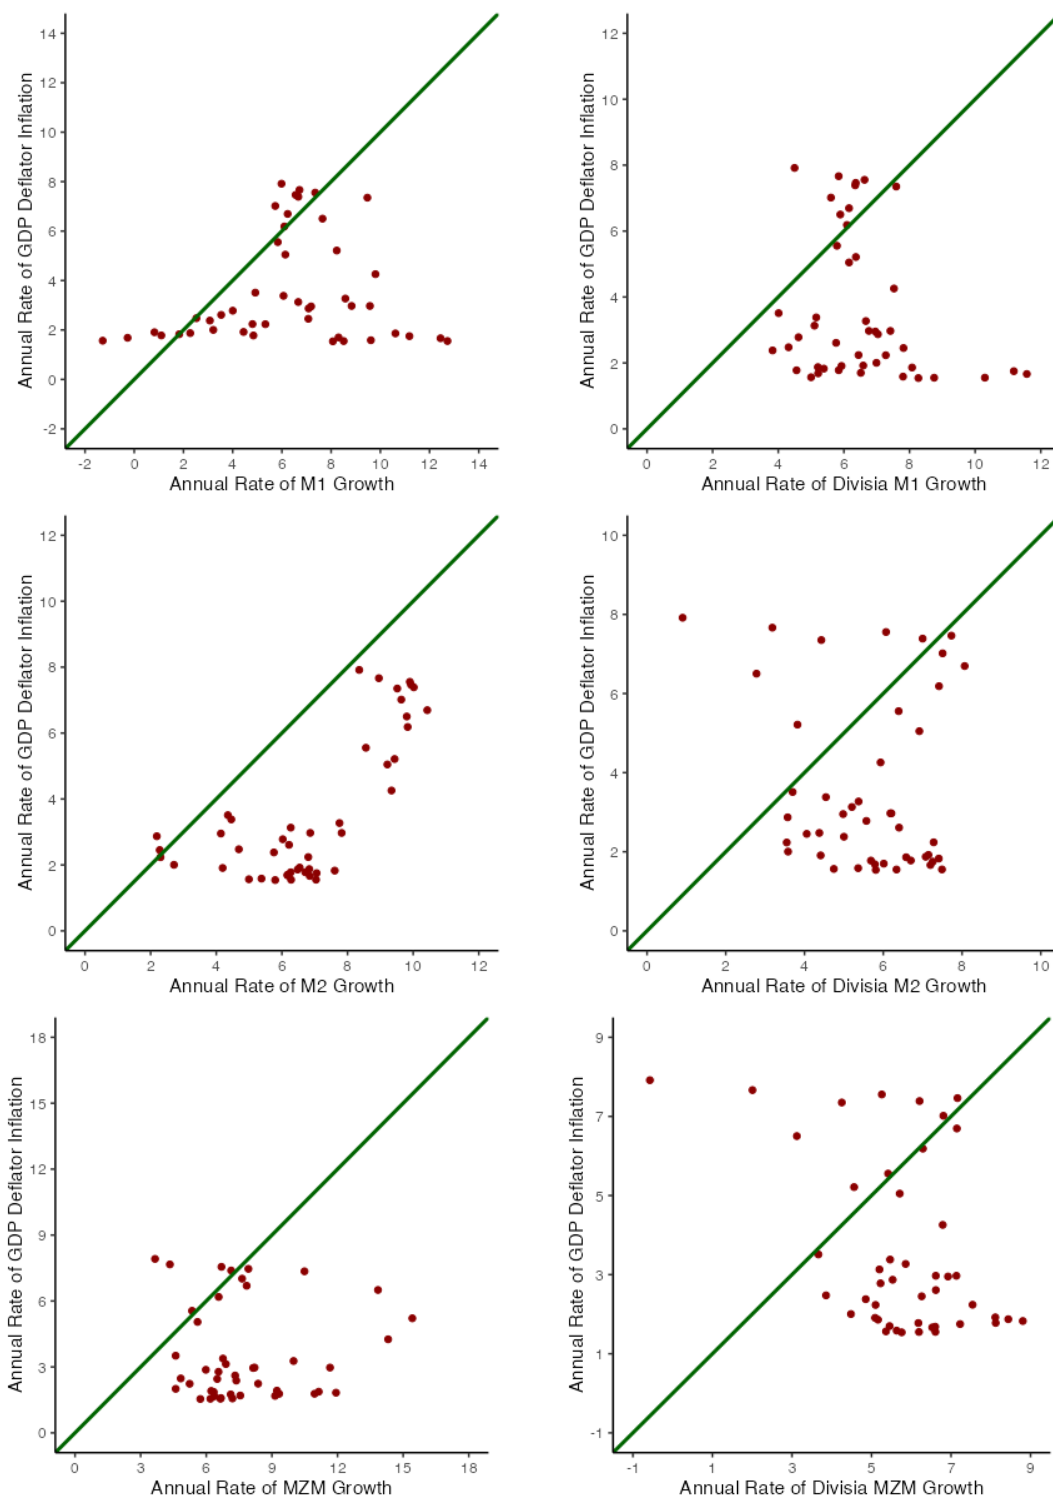 14
12
10
8
6
4
2
0
-2
Annual Rate of GDP Deflator Inflation
-2 0 2 4 6 8 10 12 14
Annual Rate of M1 Growth
12
10
8
6
4
2
0
Annual Rate of GDP Deflator Inflation
0 2 4 6 8 10 12
Annual Rate of Divisia M1 Growth
12
10
8
6
4
2
0
Annual Rate of GDP Deflator Inflation
0 2 4 6 8 10 12
Annual Rate of M2 Growth
10
8
6
4
2
0
Annual Rate of GDP Deflator Inflation
0 2 4 6 8 10
Annual Rate of Divisia M2 Growth
18
15
12
9
6
3
0
Annual Rate of GDP Deflator Inflation
0 3 6 9 12 15 18
Annual Rate of MZM Growth
9
7
5
3
1
-1
Annual Rate of GDP Deflator Inflation
-1 1 3 5 7 9
Annual Rate of Divisia MZM Growth